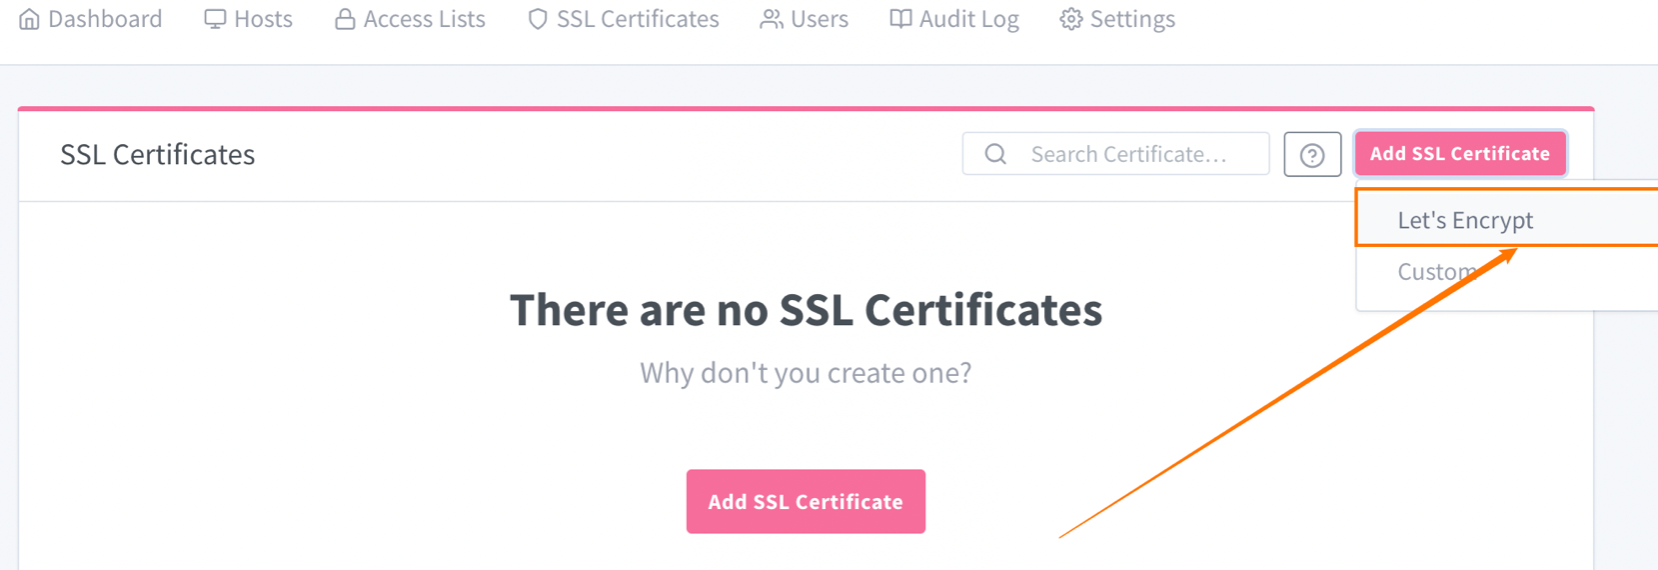 Dashboard Hosts Access Lists SSL Certificates Users Audit Log Settings
SSL Certificates Search Certificate... Add SSL Certificate
Let's Encrypt
Custom
There are no SSL Certificates
Why don't you create one?
Add SSL Certificate